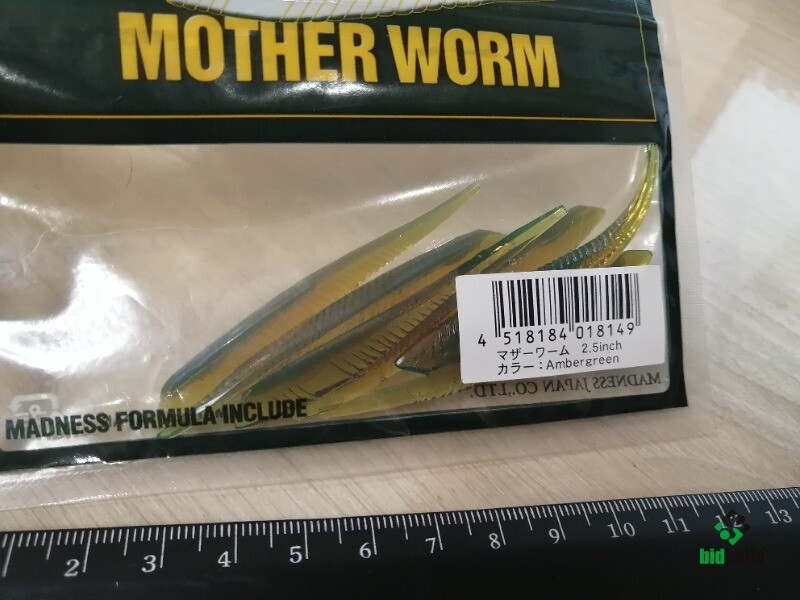 MOTHER WORM
4 518184 018149
マザーワーム 2.5inch
カラー：Ambergreen
MADNESS JAPAN CO.,LTD.
MADNESS FORMULA INCLUDE
2 3 4 5 6 7 8 9 10 11 12 13
bid